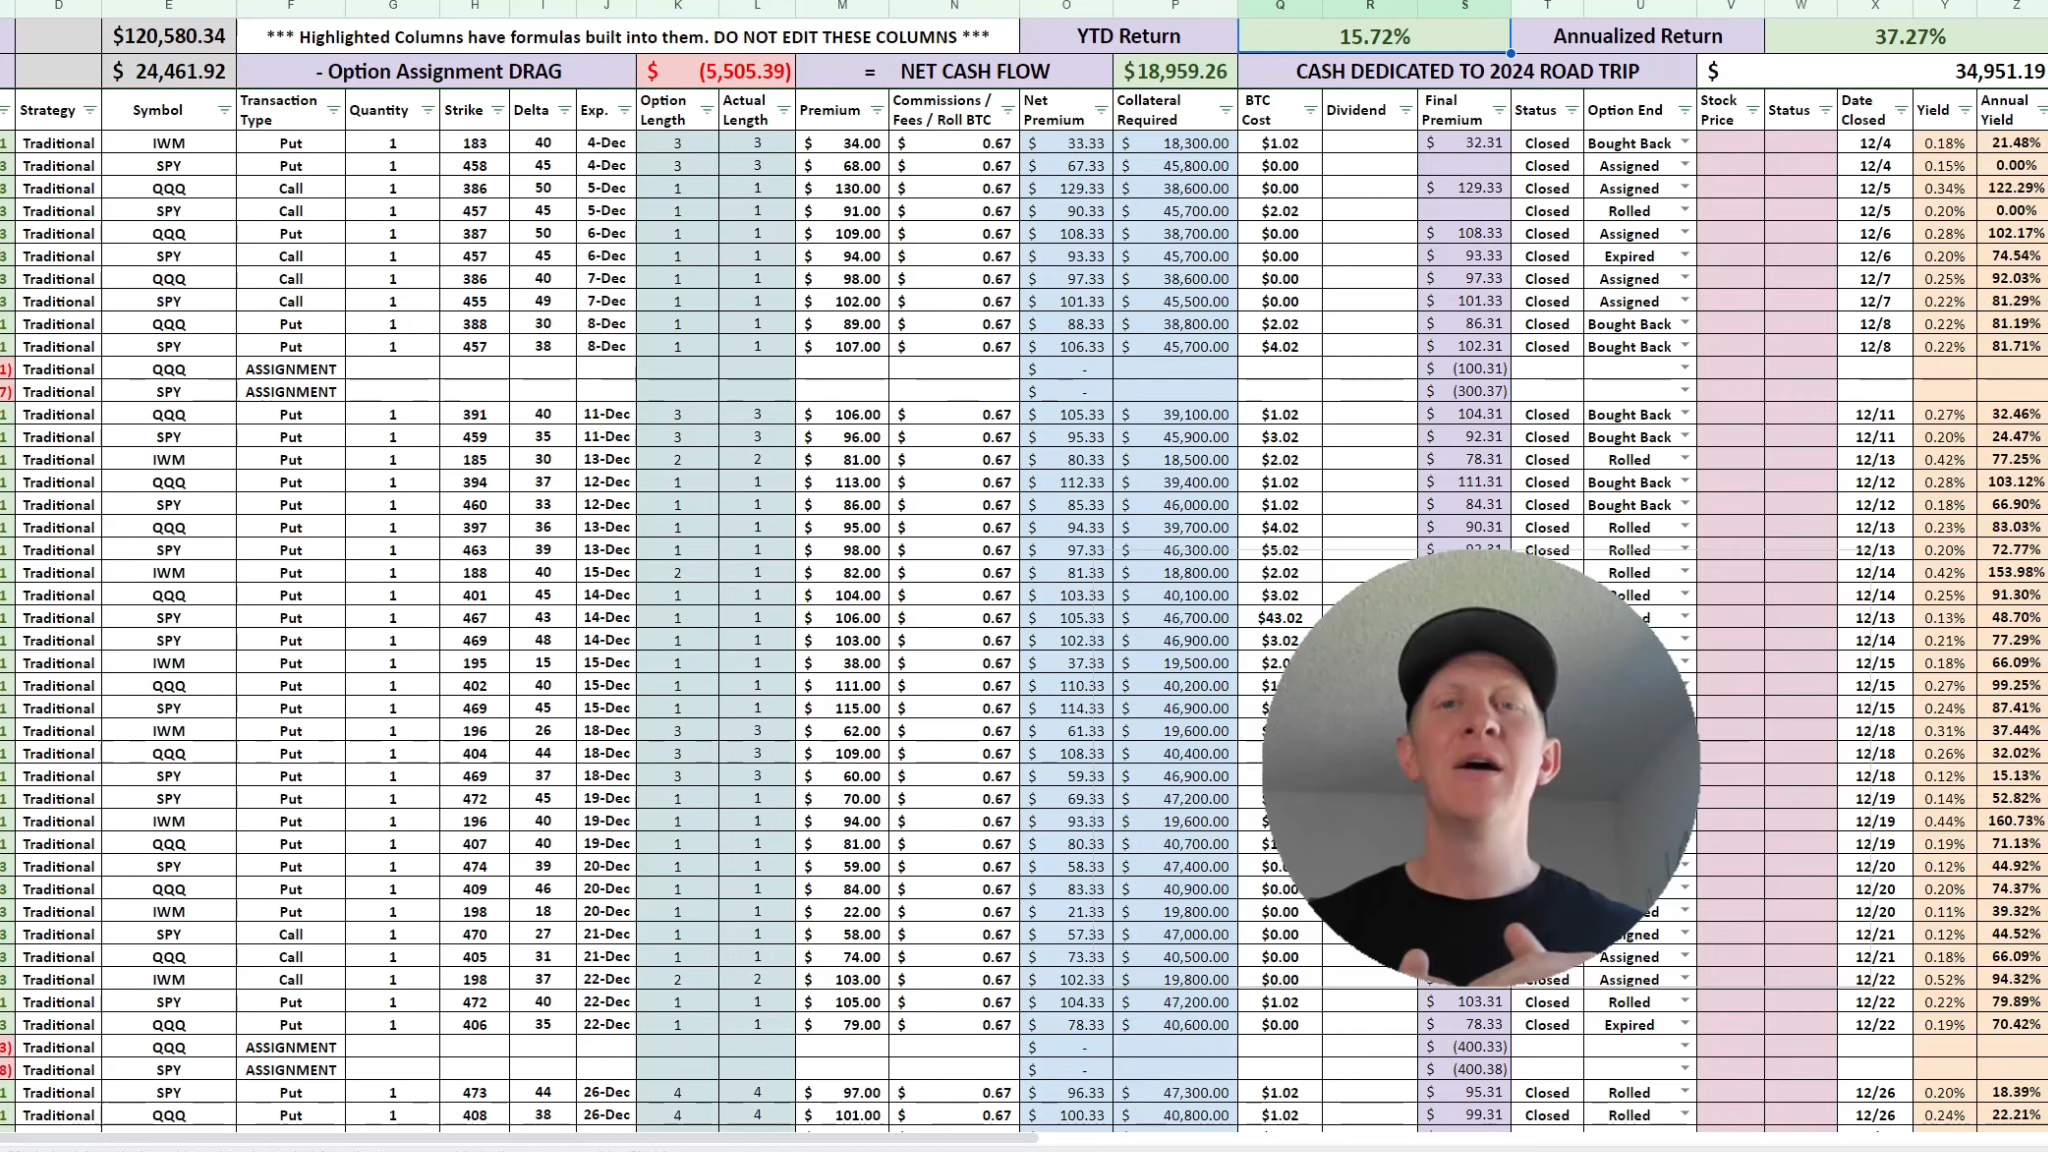 D E F G H I J K L M N O P Q R S T U V W X Y Z
$120,580.34 *** Highlighted Columns have formulas built into them. DO NOT EDIT THESE COLUMNS *** YTD Return 15.72% Annualized Return 37.27%
$ 24,461.92 - Option Assignment DRAG $ (5,505.39) = NET CASH FLOW $18,959.26 CASH DEDICATED TO 2024 ROAD TRIP $ 34,951.19
Strategy Symbol Transaction Type Quantity Strike Delta Exp. Option Length Actual Length Premium Commissions / Fees / Roll BTC Net Premium Collateral Required BTC Cost Dividend Final Premium Status Option End Stock Price Status Date Closed Yield Annual Yield
1 Traditional IWM Put 1 183 40 4-Dec 3 3 $ 34.00 $ 0.67 $ 33.33 $ 18,300.00 $1.02 $ 32.31 Closed Bought Back 12/4 0.18% 21.48%
3 Traditional SPY Put 1 458 45 4-Dec 3 3 $ 68.00 $ 0.67 $ 67.33 $ 45,800.00 $0.00 Closed Assigned 12/4 0.15% 0.00%
3 Traditional QQQ Call 1 386 50 5-Dec 1 1 $ 130.00 $ 0.67 $ 129.33 $ 38,600.00 $0.00 $ 129.33 Closed Assigned 12/5 0.34% 122.29%
3 Traditional SPY Call 1 457 45 5-Dec 1 1 $ 91.00 $ 0.67 $ 90.33 $ 45,700.00 $2.02 Closed Rolled 12/5 0.20% 0.00%
3 Traditional QQQ Put 1 387 50 6-Dec 1 1 $ 109.00 $ 0.67 $ 108.33 $ 38,700.00 $0.00 $ 108.33 Closed Assigned 12/6 0.28% 102.17%
3 Traditional SPY Call 1 457 45 6-Dec 1 1 $ 94.00 $ 0.67 $ 93.33 $ 45,700.00 $0.00 $ 93.33 Closed Expired 12/6 0.20% 74.54%
3 Traditional QQQ Call 1 386 40 7-Dec 1 1 $ 98.00 $ 0.67 $ 97.33 $ 38,600.00 $0.00 $ 97.33 Closed Assigned 12/7 0.25% 92.03%
3 Traditional SPY Call 1 455 49 7-Dec 1 1 $ 102.00 $ 0.67 $ 101.33 $ 45,500.00 $0.00 $ 101.33 Closed Assigned 12/7 0.22% 81.29%
1 Traditional QQQ Put 1 388 30 8-Dec 1 1 $ 89.00 $ 0.67 $ 88.33 $ 38,800.00 $2.02 $ 86.31 Closed Bought Back 12/8 0.22% 81.19%
1 Traditional SPY Put 1 457 38 8-Dec 1 1 $ 107.00 $ 0.67 $ 106.33 $ 45,700.00 $4.02 $ 102.31 Closed Bought Back 12/8 0.22% 81.71%
1) Traditional QQQ ASSIGNMENT $ - $ (100.31)
7) Traditional SPY ASSIGNMENT $ - $ (300.37)
1 Traditional QQQ Put 1 391 40 11-Dec 3 3 $ 106.00 $ 0.67 $ 105.33 $ 39,100.00 $1.02 $ 104.31 Closed Bought Back 12/11 0.27% 32.46%
1 Traditional SPY Put 1 459 35 11-Dec 3 3 $ 96.00 $ 0.67 $ 95.33 $ 45,900.00 $3.02 $ 92.31 Closed Bought Back 12/11 0.20% 24.47%
1 Traditional IWM Put 1 185 30 13-Dec 2 2 $ 81.00 $ 0.67 $ 80.33 $ 18,500.00 $2.02 $ 78.31 Closed Rolled 12/13 0.42% 77.25%
1 Traditional QQQ Put 1 394 37 12-Dec 1 1 $ 113.00 $ 0.67 $ 112.33 $ 39,400.00 $1.02 $ 111.31 Closed Bought Back 12/12 0.28% 103.12%
1 Traditional SPY Put 1 460 33 12-Dec 1 1 $ 86.00 $ 0.67 $ 85.33 $ 46,000.00 $1.02 $ 84.31 Closed Bought Back 12/12 0.18% 66.90%
1 Traditional QQQ Put 1 397 36 13-Dec 1 1 $ 95.00 $ 0.67 $ 94.33 $ 39,700.00 $4.02 $ 90.31 Closed Rolled 12/13 0.23% 83.03%
1 Traditional SPY Put 1 463 39 13-Dec 1 1 $ 98.00 $ 0.67 $ 97.33 $ 46,300.00 $5.02 $ 92.31 Closed Rolled 12/13 0.20% 72.77%
1 Traditional IWM Put 1 188 40 15-Dec 2 1 $ 82.00 $ 0.67 $ 81.33 $ 18,800.00 $2.02 Rolled 12/14 0.42% 153.98%
1 Traditional QQQ Put 1 401 45 14-Dec 1 1 $ 104.00 $ 0.67 $ 103.33 $ 40,100.00 $3.02 olled 12/14 0.25% 91.30%
1 Traditional SPY Put 1 467 43 14-Dec 1 1 $ 106.00 $ 0.67 $ 105.33 $ 46,700.00 $43.02 d 12/14 0.13% 48.70%
1 Traditional SPY Put 1 469 48 14-Dec 1 1 $ 103.00 $ 0.67 $ 102.33 $ 46,900.00 $3.02 12/14 0.21% 77.29%
1 Traditional IWM Put 1 195 15 15-Dec 1 1 $ 38.00 $ 0.67 $ 37.33 $ 19,500.00 $2.0 12/15 0.18% 66.09%
1 Traditional QQQ Put 1 402 40 15-Dec 1 1 $ 111.00 $ 0.67 $ 110.33 $ 40,200.00 $1 12/15 0.27% 99.25%
1 Traditional SPY Put 1 469 45 15-Dec 1 1 $ 115.00 $ 0.67 $ 114.33 $ 46,900.00 $ 12/15 0.24% 87.41%
1 Traditional IWM Put 1 196 26 18-Dec 3 3 $ 62.00 $ 0.67 $ 61.33 $ 19,600.00 12/18 0.31% 37.44%
1 Traditional QQQ Put 1 404 44 18-Dec 3 3 $ 109.00 $ 0.67 $ 108.33 $ 40,400.00 12/18 0.26% 32.02%
1 Traditional SPY Put 1 469 37 18-Dec 3 3 $ 60.00 $ 0.67 $ 59.33 $ 46,900.00 12/18 0.12% 15.13%
1 Traditional SPY Put 1 472 45 19-Dec 1 1 $ 70.00 $ 0.67 $ 69.33 $ 47,200.00 12/19 0.14% 52.82%
1 Traditional IWM Put 1 196 40 19-Dec 1 1 $ 94.00 $ 0.67 $ 93.33 $ 19,600.00 $ 12/19 0.44% 160.73%
1 Traditional QQQ Put 1 407 40 19-Dec 1 1 $ 81.00 $ 0.67 $ 80.33 $ 40,700.00 $1 12/19 0.19% 71.13%
3 Traditional SPY Put 1 474 39 20-Dec 1 1 $ 59.00 $ 0.67 $ 58.33 $ 47,400.00 $0.0 12/20 0.12% 44.92%
3 Traditional QQQ Put 1 409 46 20-Dec 1 1 $ 84.00 $ 0.67 $ 83.33 $ 40,900.00 $0.00 12/20 0.20% 74.37%
3 Traditional IWM Put 1 198 18 20-Dec 1 1 $ 22.00 $ 0.67 $ 21.33 $ 19,800.00 $0.00 ed 12/20 0.11% 39.32%
3 Traditional SPY Call 1 470 27 21-Dec 1 1 $ 58.00 $ 0.67 $ 57.33 $ 47,000.00 $0.00 igned 12/21 0.12% 44.52%
3 Traditional QQQ Call 1 405 31 21-Dec 1 1 $ 74.00 $ 0.67 $ 73.33 $ 40,500.00 $0.00 Assigned 12/21 0.18% 66.09%
3 Traditional IWM Call 1 198 37 22-Dec 2 2 $ 103.00 $ 0.67 $ 102.33 $ 19,800.00 $0.00 Assigned 12/22 0.52% 94.32%
1 Traditional SPY Put 1 472 40 22-Dec 1 1 $ 105.00 $ 0.67 $ 104.33 $ 47,200.00 $1.02 $ 103.31 Closed Rolled 12/22 0.22% 79.89%
3 Traditional QQQ Put 1 406 35 22-Dec 1 1 $ 79.00 $ 0.67 $ 78.33 $ 40,600.00 $0.00 $ 78.33 Closed Expired 12/22 0.19% 70.42%
3) Traditional QQQ ASSIGNMENT $ - $ (400.33)
8) Traditional SPY ASSIGNMENT $ - $ (400.38)
1 Traditional SPY Put 1 473 44 26-Dec 4 4 $ 97.00 $ 0.67 $ 96.33 $ 47,300.00 $1.02 $ 95.31 Closed Rolled 12/26 0.20% 18.39%
1 Traditional QQQ Put 1 408 38 26-Dec 4 4 $ 101.00 $ 0.67 $ 100.33 $ 40,800.00 $1.02 $ 99.31 Closed Rolled 12/26 0.24% 22.21%